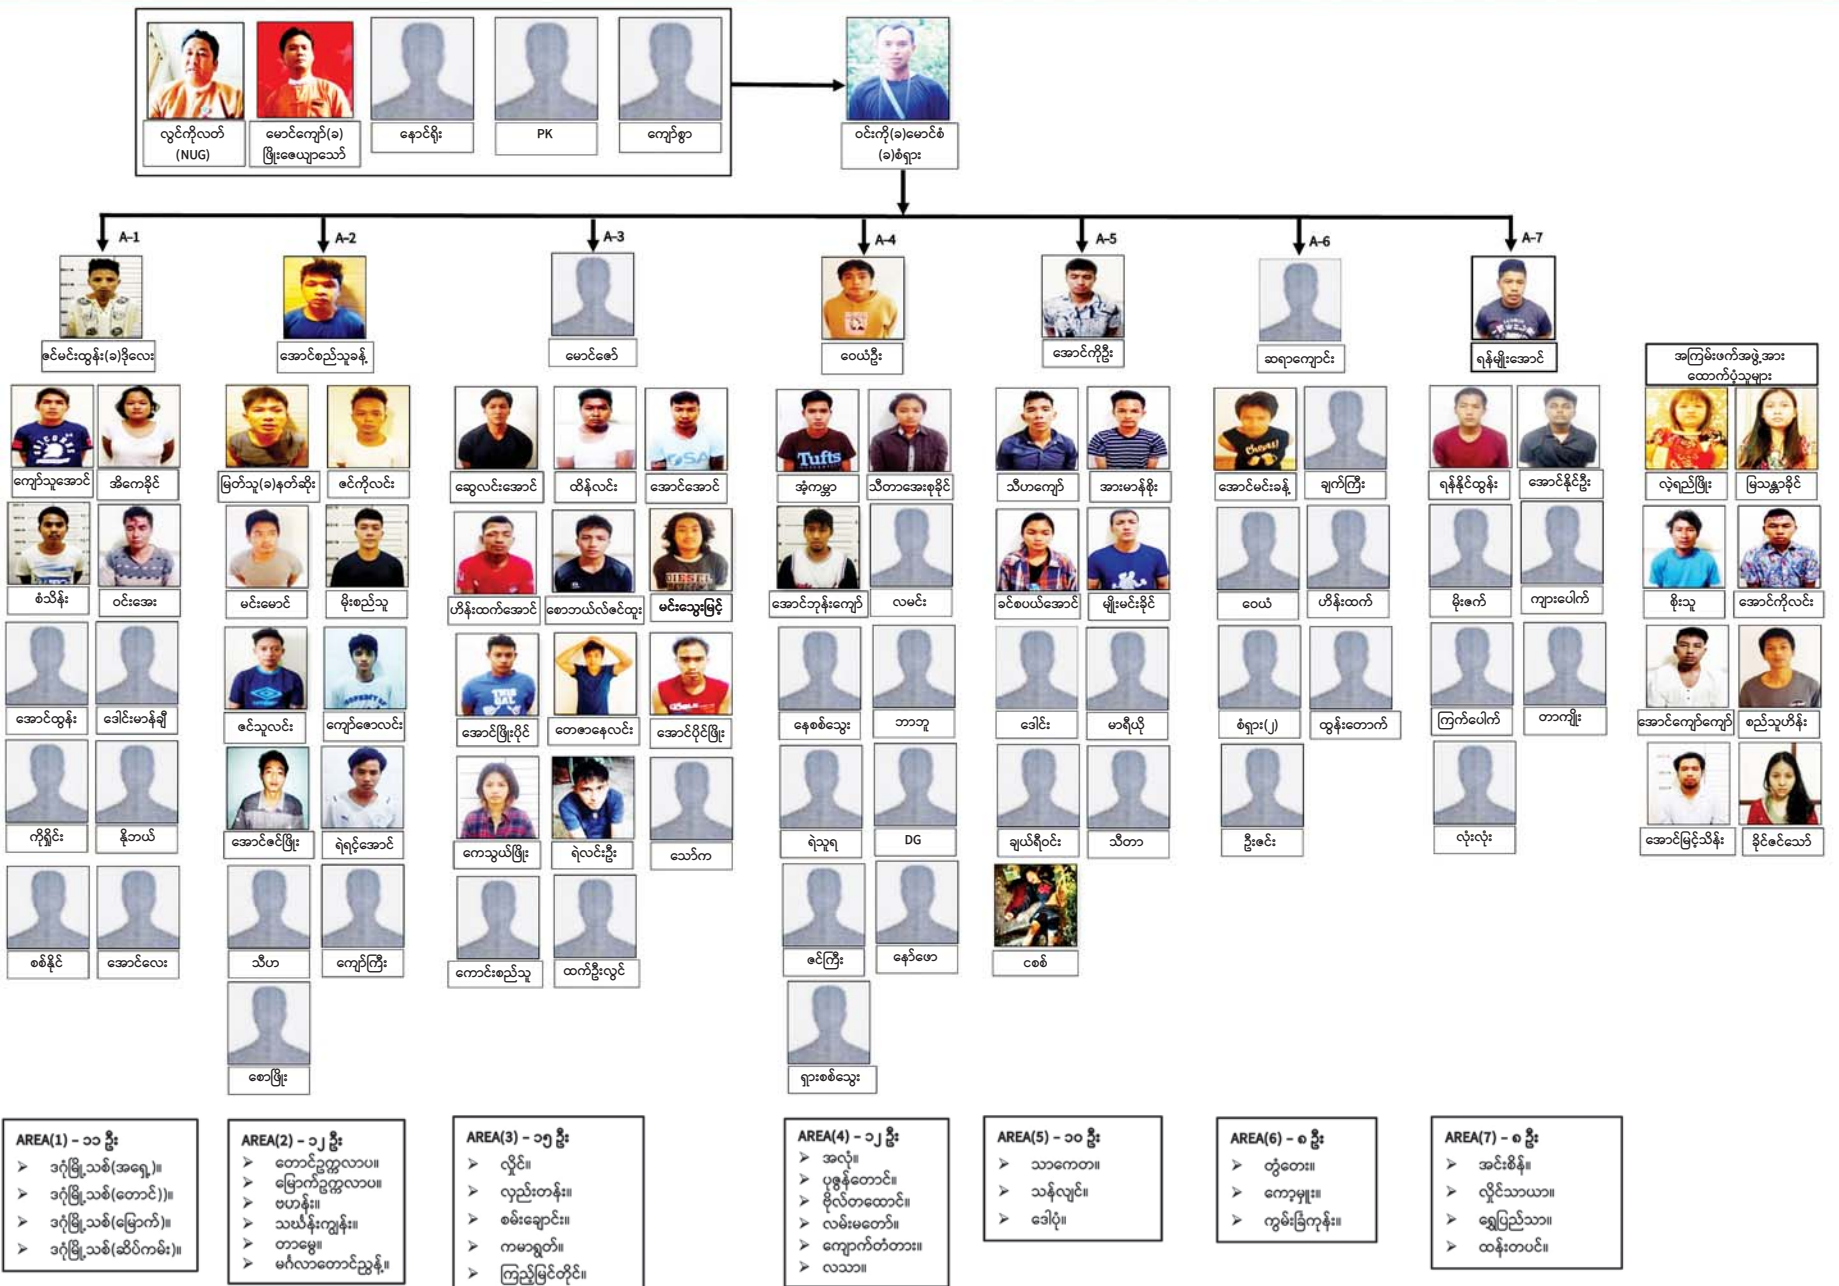 လွင်ကိုလတ်
(NUG)
မောင်ကျော်(ခ)
ဖြိုးဇေယျာသော်
နောင်ရိုး
PK
ကျော်စွာ
ဝင်းကို(ခ)မောင်စံ
(ခ)စံရှား
A-1
A-2
A-3
A-4
A-5
A-6
A-7
ဇင်မင်းထွန်း(ခ)ဒိုလေး
အောင်စည်သူခန့်
မောင်ဇော်
ဝေယံဦး
အောင်ကိုဦး
ဆရာကျောင်း
ရန်မျိုးအောင်
အကြမ်းဖက်အဖွဲ့အား
ထောက်ပံ့သူများ
ကျော်သူအောင်
အိကေခိုင်
မြတ်သူ(ခ)နတ်ဆိုး
ဇင်ကိုလင်း
ဆွေလင်းအောင်
ထိန်လင်း
အောင်အောင်
အံ့ကမ္ဘာ
သီတာအေးစုခိုင်
သီဟကျော်
အားမာန်စိုး
အောင်မင်းခန့်
ချက်ကြီး
ရန်နိုင်ထွန်း
အောင်နိုင်ဦး
လဲ့ရည်ဖြိုး
မြသန္တာခိုင်
စံသိန်း
ဝင်းအေး
မင်းမောင်
မိုးစည်သူ
ဟိန်းထက်အောင်
စောဘယ်လ်ဇင်ထူး
မင်းသွေးမြင့်
အောင်ဘုန်းကျော်
လမင်း
ခင်စပယ်အောင်
မျိုးမင်းခိုင်
ဝေယံ
ဟိန်းထက်
မိုးဇက်
ကျားပေါက်
စိုးသူ
အောင်ကိုလင်း
အောင်ထွန်း
ဒေါင်းမာန်ချီ
ဇင်သူလင်း
ကျော်ဇောလင်း
အောင်ဖြိုးပိုင်
တေဇာနေလင်း
အောင်ပိုင်ဖြိုး
နေစစ်သွေး
ဘာဘူ
ဒေါင်း
မာရီယို
စံရှား(၂)
ထွန်းတောက်
ကြက်ပေါက်
တာကျိုး
အောင်ကျော်ကျော်
စည်သူဟိန်း
ကိုရှိုင်း
နိုဘယ်
အောင်ဇင်ဖြိုး
ရဲရင့်အောင်
ကေသွယ်ဖြိုး
ရဲလင်းဦး
သော်က
ရဲသူရ
DG
ချယ်ရီဝင်း
သီတာ
ဦးဇင်း
လုံးလုံး
အောင်မြင့်သိန်း
ခိုင်ဇင်သော်
စစ်နိုင်
အောင်လေး
သီဟ
ကျော်ကြီး
ကောင်းစည်သူ
ထက်ဦးလွင်
ဇင်ကြီး
နော်ဖော
ငစစ်
စောဖြိုး
ရှားစစ်သွေး
AREA(1) – ၁၁ ဦး
➢ ဒဂုံမြို့သစ်(အရှေ့)။
➢ ဒဂုံမြို့သစ်(တောင်))။
➢ ဒဂုံမြို့သစ်(မြောက်)။
➢ ဒဂုံမြို့သစ်(ဆိပ်ကမ်း)။
AREA(2) – ၁၂ ဦး
➢ တောင်ဥက္ကလာပ။
➢ မြောက်ဥက္ကလာပ။
➢ ဗဟန်း။
➢ သင်္ဃန်းကျွန်း။
➢ တာမွေ။
➢ မင်္ဂလာတောင်ညွန့်။
AREA(3) – ၁၅ ဦး
➢ လှိုင်။
➢ လှည်းတန်း။
➢ စမ်းချောင်း။
➢ ကမာရွတ်။
➢ ကြည့်မြင်တိုင်။
AREA(4) – ၁၂ ဦး
➢ အလုံ။
➢ ပုဇွန်တောင်။
➢ ဗိုလ်တထောင်။
➢ လမ်းမတော်။
➢ ကျောက်တံတား။
➢ လသာ။
AREA(5) – ၁၀ ဦး
➢ သာကေတ။
➢ သန်လျင်။
➢ ဒေါပုံ။
AREA(6) – ၈ ဦး
➢ တွံတေး။
➢ ကော့မှူး။
➢ ကွမ်းခြံကုန်း။
AREA(7) – ၈ ဦး
➢ အင်းစိန်။
➢ လှိုင်သာယာ။
➢ ရွှေပြည်သာ။
➢ ထန်းတပင်။